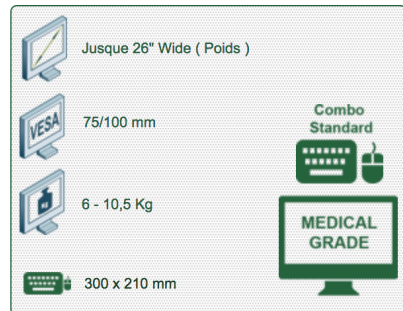 Jusque 26" Wide ( Poids )
VESA
75/100 mm
KG
6 - 10,5 Kg
300 x 210 mm
Combo
Standard
MEDICAL
GRADE